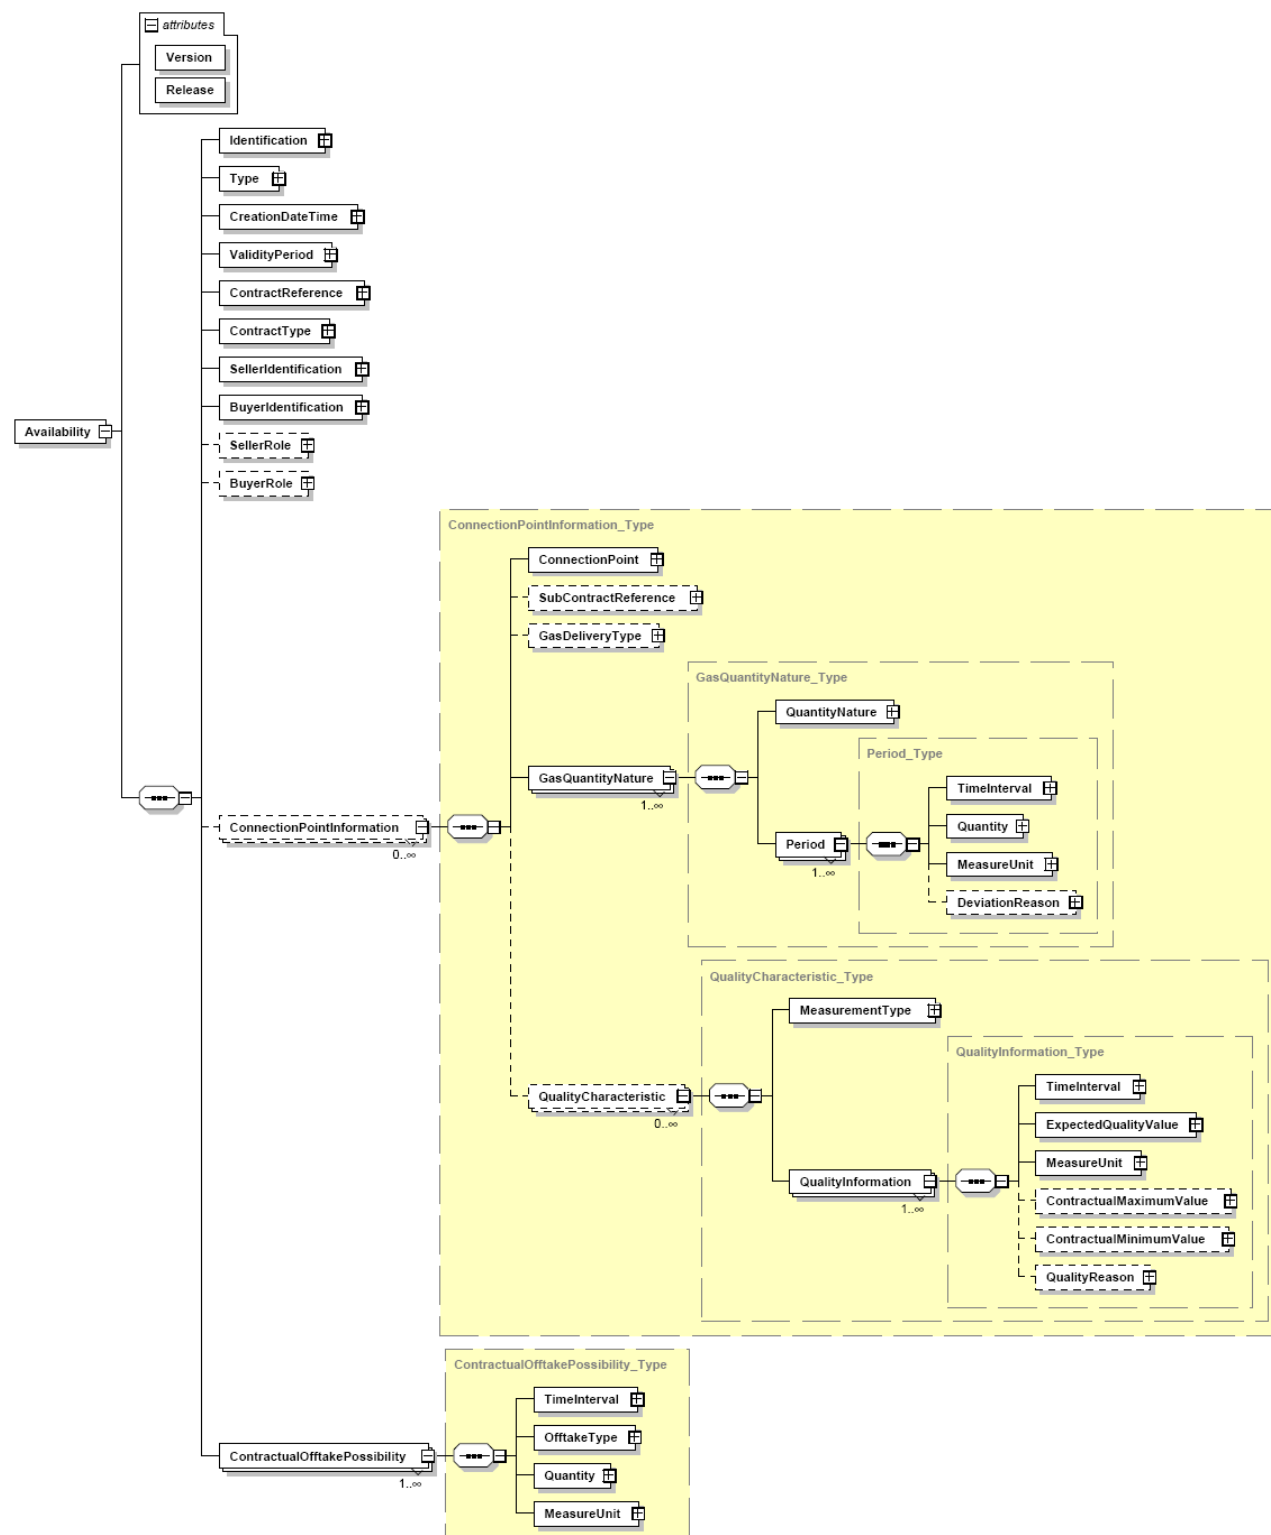 attributes
Version
Release
Identification
Type
CreationDateTime
ValidityPeriod
ContractReference
ContractType
SellerIdentification
BuyerIdentification
Availability
SellerRole
BuyerRole
ConnectionPointInformation_Type
ConnectionPoint
SubContractReference
GasDeliveryType
GasQuantityNature_Type
QuantityNature
Period_Type
GasQuantityNature
1..∞
TimeInterval
Quantity
ConnectionPointInformation
0..∞
Period
1..∞
MeasureUnit
DeviationReason
QualityCharacteristic_Type
MeasurementType
QualityInformation_Type
TimeInterval
QualityCharacteristic
0..∞
ExpectedQualityValue
MeasureUnit
QualityInformation
1..∞
ContractualMaximumValue
ContractualMinimumValue
QualityReason
ContractualOfftakePossibility_Type
TimeInterval
OfftakeType
ContractualOfftakePossibility
1..∞
Quantity
MeasureUnit